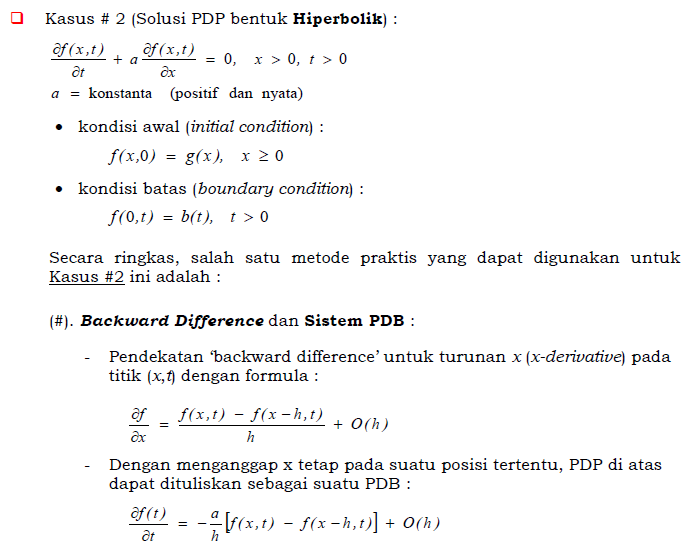 ❑ Kasus # 2 (Solusi PDP bentuk Hiperbolik) :
∂f(x,t)/∂t + a ∂f(x,t)/∂x = 0, x > 0, t > 0
a = konstanta (positif dan nyata)
• kondisi awal (initial condition) :
f(x,0) = g(x), x ≥ 0
• kondisi batas (boundary condition) :
f(0,t) = b(t), t > 0
Secara ringkas, salah satu metode praktis yang dapat digunakan untuk
Kasus #2 ini adalah :
(#). Backward Difference dan Sistem PDB :
- Pendekatan ‘backward difference’ untuk turunan x (x-derivative) pada
titik (x,t) dengan formula :
∂f/∂x = (f(x,t) − f(x−h,t))/h + O(h)
- Dengan menganggap x tetap pada suatu posisi tertentu, PDP di atas
dapat dituliskan sebagai suatu PDB :
∂f(t)/∂t = −a/h [f(x,t) − f(x−h,t)] + O(h)